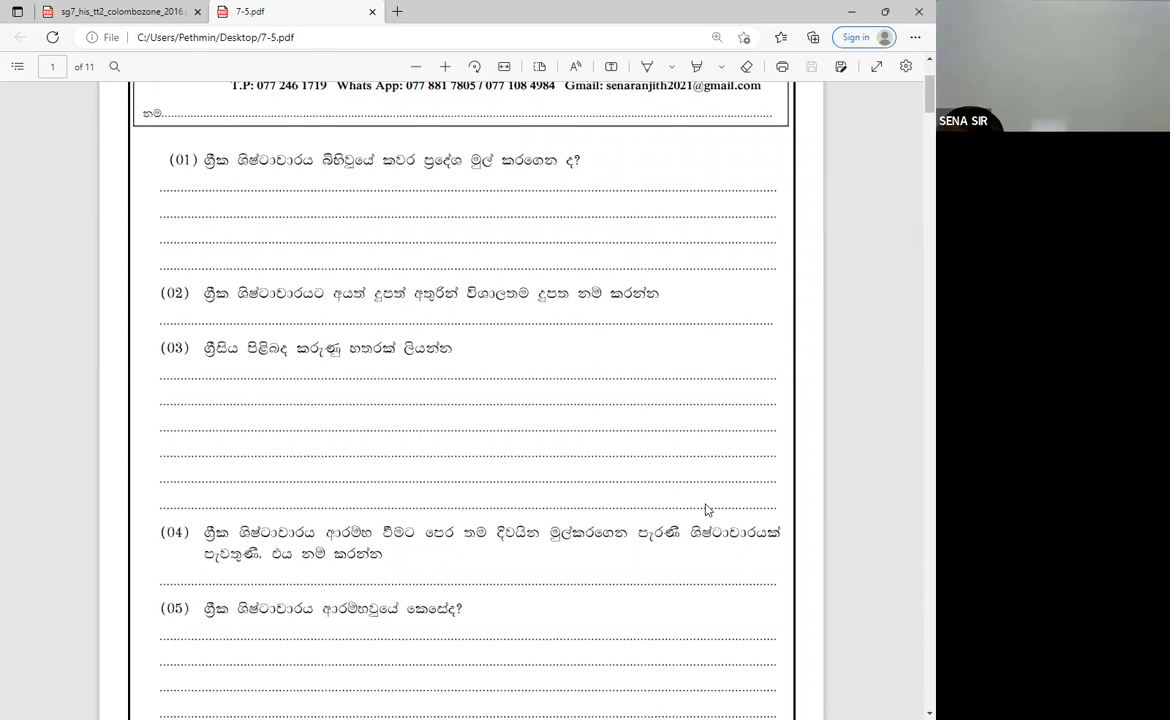 sg7_his_tt2_colombozone_2016.
7-5.pdf
File C:/Users/Pethmin/Desktop/7-5.pdf
Sign in
1 of 11
T.P: 077 246 1719 Whats App: 077 881 7805 / 077 108 4984 Gmail: senaranjith2021@gmail.com
නම
(01) ග්‍රීක ශිෂ්ටාචාරය බිහිවූයේ කවර ප්‍රදේශ මුල් කරගෙන ද?
(02) ග්‍රීක ශිෂ්ටාචාරයට අයත් දූපත් අතුරින් විශාලතම දූපත නම් කරන්න
(03) ග්‍රීසිය පිළිබද කරුණු හතරක් ලියන්න
(04) ග්‍රීක ශිෂ්ටාචාරය ආරම්භ වීමට පෙර තම දිවයින මුල්කරගෙන පැරණි ශිෂ්ටාචාරයක්
පැවතුණි. එය නම් කරන්න
(05) ග්‍රීක ශිෂ්ටාචාරය ආරම්භවූයේ කෙසේද?
SENA SIR